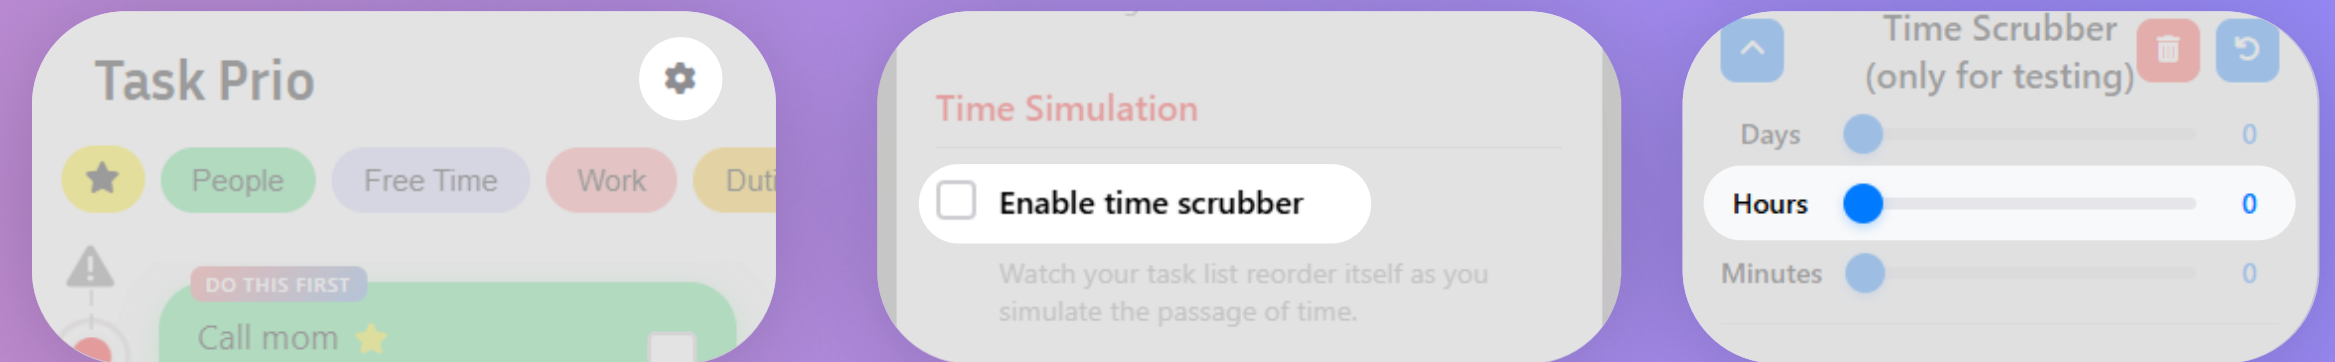 Task Prio
People
Free Time
Work
Duti
DO THIS FIRST
Call mom
Time Simulation
Enable time scrubber
Watch your task list reorder itself as you
simulate the passage of time.
Time Scrubber
(only for testing)
Days 0
Hours 0
Minutes 0